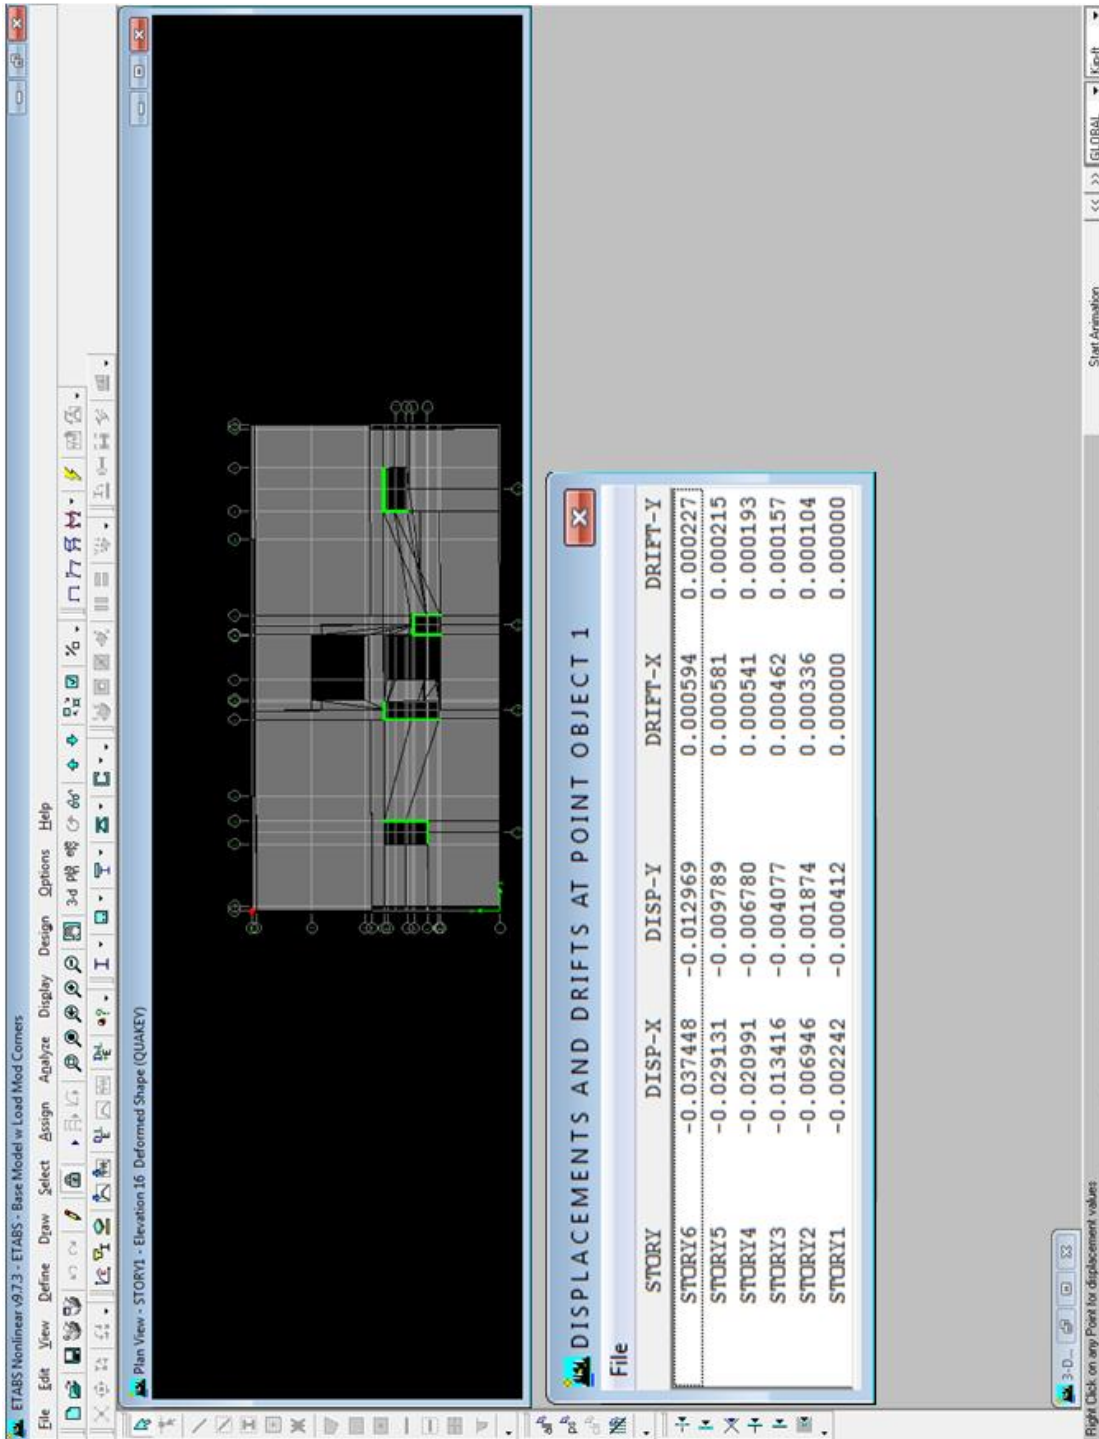 ETABS Nonlinear v9.7.3 - ETABS - Base Model w Load Mod Corners
File Edit View Define Draw Select Assign Analyze Display Design Options Help
3-d
Plan View - STORY1 - Elevation 16 Deformed Shape (QUAKEY)
all
ps
DISPLACEMENTS AND DRIFTS AT POINT OBJECT 1
File
STORY DISP-X DISP-Y DRIFT-X DRIFT-Y
STORY6 -0.037448 -0.012969 0.000594 0.000227
STORY5 -0.029131 -0.009789 0.000581 0.000215
STORY4 -0.020991 -0.006780 0.000541 0.000193
STORY3 -0.013416 -0.004077 0.000462 0.000157
STORY2 -0.006946 -0.001874 0.000336 0.000104
STORY1 -0.002242 -0.000412 0.000000 0.000000
3-D...
Right Click on any Point for displacement values
Start Animation << >> GLOBAL Kip-ft